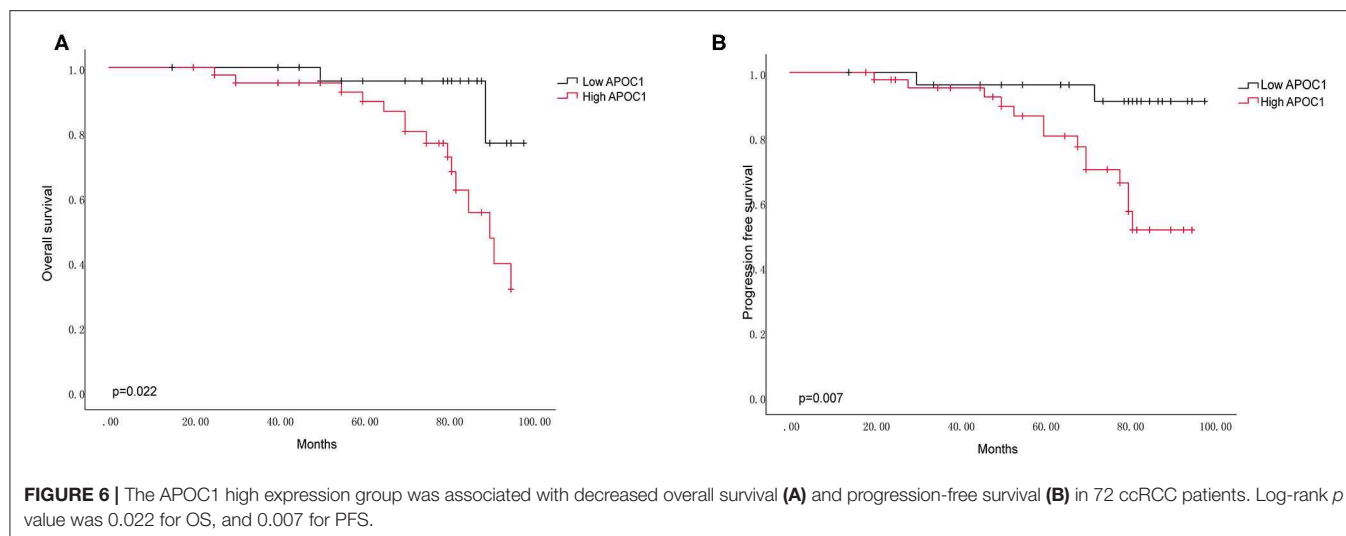 A
Overall survival
1.0
0.8
0.6
0.4
0.2
0.0
Low APOC1
High APOC1
p=0.022
.00 20.00 40.00 60.00 80.00 100.00
Months
B
Progression free survival
1.0
0.8
0.6
0.4
0.2
0.0
Low APOC1
High APOC1
p=0.007
.00 20.00 40.00 60.00 80.00 100.00
Months
FIGURE 6 | The APOC1 high expression group was associated with decreased overall survival (A) and progression-free survival (B) in 72 ccRCC patients. Log-rank p
value was 0.022 for OS, and 0.007 for PFS.